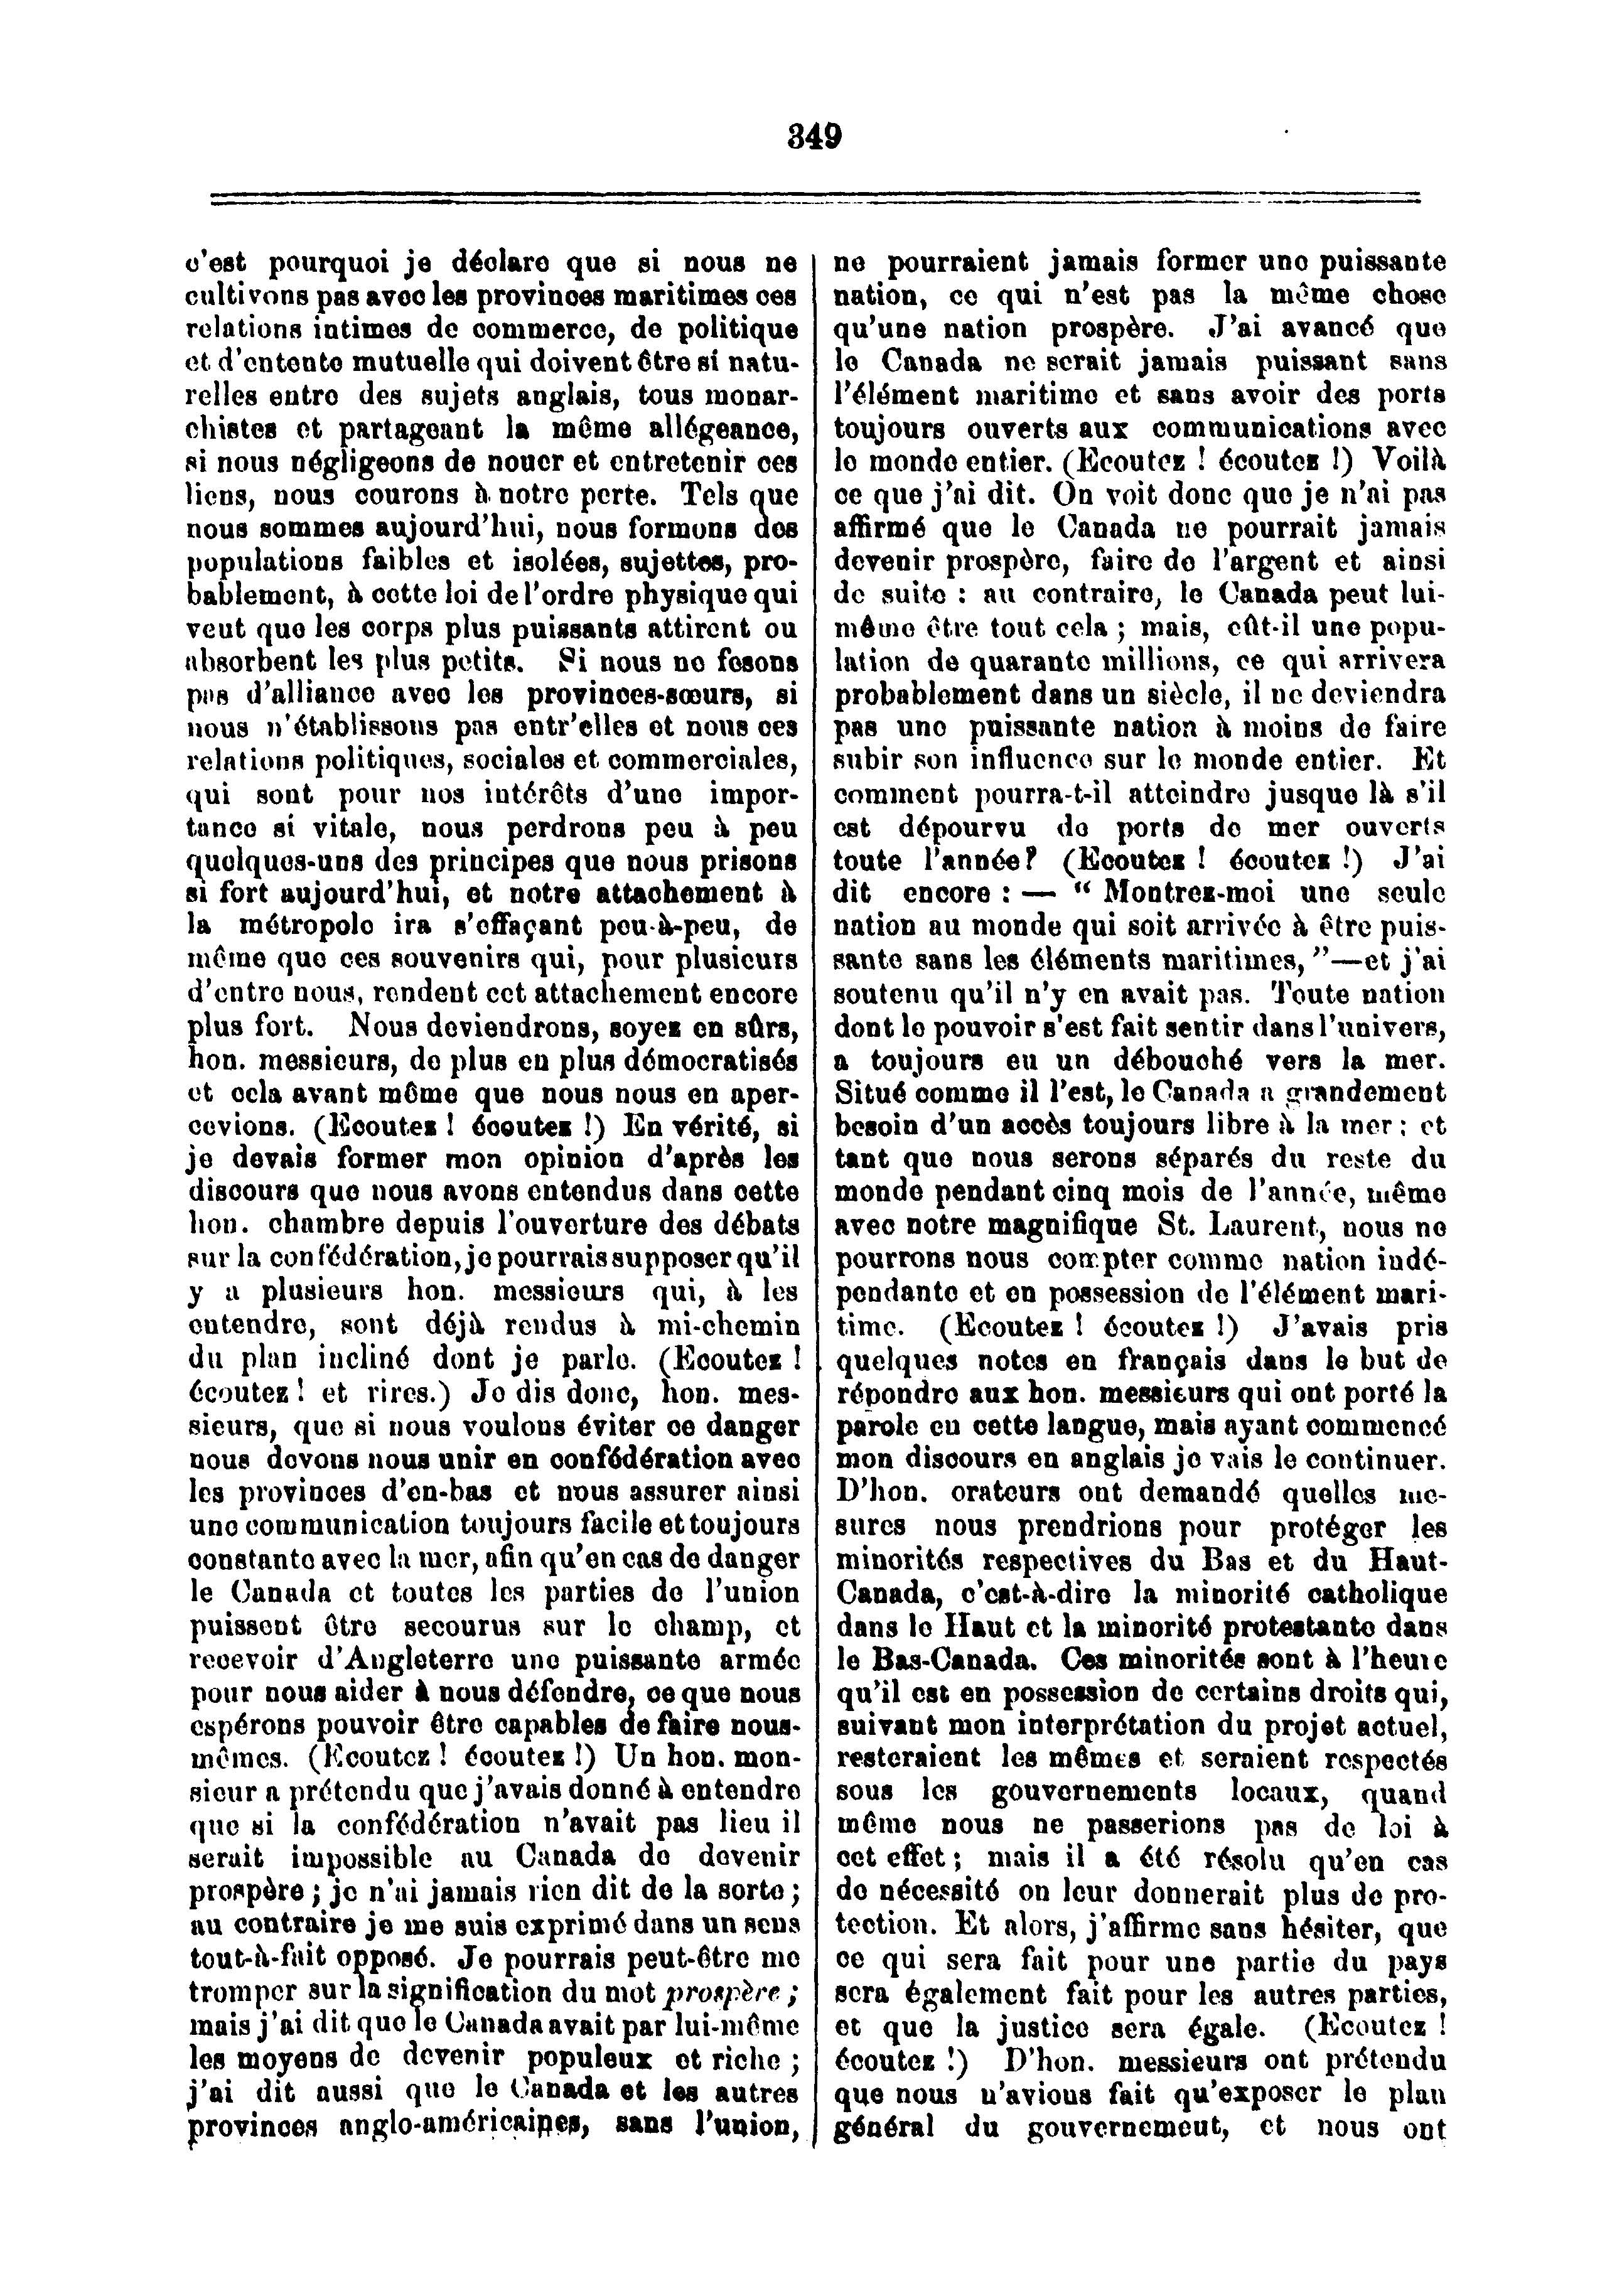 349
c'est pourquoi je déclare que si nous ne
cultivons pas avec les provinces maritimes ces
relations intimes de commerce, de politique
et d'entente mutuelle qui doivent être si natu-
relles entre des sujets anglais, tous monar-
chistes et partageant la même allégeance,
si nous négligeons de nouer et entretenir ces
liens, nous courons à notre perte. Tels que
nous sommes aujourd'hui, nous formons des
populations faibles et isolées, sujettes, pro-
bablement, à cette loi de l'ordre physique qui
veut que les corps plus puissants attirent ou
absorbent les plus petits. Si nous ne fesons
pas d'alliance avec les provinces-sœurs, si
nous n'établissons pas entr'elles et nous ces
relations politiques, sociales et commerciales,
qui sont pour nos intérêts d'une impor-
tance si vitale, nous perdrons peu à peu
quelques-uns des principes que nous prisons
si fort aujourd'hui, et notre attachement à
la métropole ira s'effaçant peu-à-peu, de
même que ces souvenirs qui, pour plusieurs
d'entre nous, rendent cet attachement encore
plus fort. Nous deviendrons, soyez en sûrs,
hon. messieurs, de plus en plus démocratisés
et cela avant même que nous nous en aper-
cevions. (Ecoutez ! écoutez !) En vérité, si
je devais former mon opinion d'après les
discours que nous avons entendus dans cette
hon. chambre depuis l'ouverture des débats
sur la confédération, je pourrais supposer qu'il
y a plusieurs hon. messieurs qui, à les
entendre, sont déjà rendus à mi-chemin
du plan incliné dont je parle. (Ecoutez !
écoutez ! et rires.) Je dis donc, hon. mes-
sieurs, que si nous voulons éviter ce danger
nous devons nous unir en confédération avec
les provinces d'en-bas et nous assurer ainsi
une communication toujours facile et toujours
constante avec la mer, afin qu'en cas de danger
le Canada et toutes les parties de l'union
puissent être secourus sur le champ, et
recevoir d'Angleterre une puissante armée
pour nous aider à nous défendre, ce que nous
espérons pouvoir être capables de faire nous-
mêmes. (Ecoutez ! écoutez !) Un hon. mon-
sieur a prétendu que j'avais donné à entendre
que si la confédération n'avait pas lieu il
serait impossible au Canada de devenir
prospère ; je n'ai jamais rien dit de la sorte ;
au contraire je me suis exprimé dans un sens
tout-à-fait opposé. Je pourrais peut-être me
tromper sur la signification du mot prospère ;
mais j'ai dit que le Canada avait par lui-même
les moyens de devenir populeux et riche ;
j'ai dit aussi que le Canada et les autres
provinces anglo-américaines, sans l'union,
ne pourraient jamais former une puissante
nation, ce qui n'est pas la même chose
qu'une nation prospère. J'ai avancé que
le Canada ne serait jamais puissant sans
l'élément maritime et sans avoir des ports
toujours ouverts aux communications avec
le monde entier. (Ecoutez ! écoutez !) Voilà
ce que j'ai dit. On voit donc que je n'ai pas
affirmé que le Canada ne pourrait jamais
devenir prospère, faire de l'argent et ainsi
de suite : au contraire, le Canada peut lui-
même être tout cela ; mais, eût-il une popu-
lation de quarante millions, ce qui arrivera
probablement dans un siècle, il ne deviendra
pas une puissante nation à moins de faire
subir son influence sur le monde entier. Et
comment pourra-t-il atteindre jusque là s'il
est dépourvu de ports de mer ouverts
toute l'année? (Ecoutez ! écoutez !) J'ai
dit encore : — “ Montrez-moi une seule
nation au monde qui soit arrivée à être puis-
sante sans les éléments maritimes, ”—et j'ai
soutenu qu'il n'y en avait pas. Toute nation
dont le pouvoir s'est fait sentir dans l'univers,
a toujours eu un débouché vers la mer.
Situé comme il l'est, le Canada a grandement
besoin d'un accès toujours libre à la mer ; et
tant que nous serons séparés du reste du
monde pendant cinq mois de l'année, même
avec notre magnifique St. Laurent, nous ne
pourrons nous compter comme nation indé-
pendante et en possession de l'élément mari-
time. (Ecoutez ! écoutez !) J'avais pris
quelques notes en français dans le but de
répondre aux hon. messieurs qui ont porté la
parole en cette langue, mais ayant commencé
mon discours en anglais je vais le continuer.
D'hon. orateurs ont demandé quelles me-
sures nous prendrions pour protéger les
minorités respectives du Bas et du Haut-
Canada, c'est-à-dire la minorité catholique
dans le Haut et la minorité protestante dans
le Bas-Canada. Ces minorités sont à l'heure
qu'il est en possession de certains droits qui,
suivant mon interprétation du projet actuel,
resteraient les mêmes et seraient respectés
sous les gouvernements locaux, quand
même nous ne passerions pas de loi à
cet effet ; mais il a été résolu qu'en cas
de nécessité on leur donnerait plus de pro-
tection. Et alors, j'affirme sans hésiter, que
ce qui sera fait pour une partie du pays
sera également fait pour les autres parties,
et que la justice sera égale. (Ecoutez !
écoutez !) D'hon. messieurs ont prétendu
que nous n'avions fait qu'exposer le plan
général du gouvernement, et nous ont